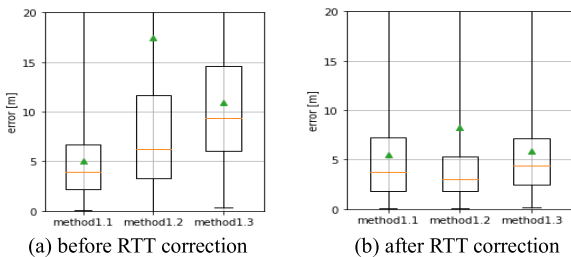 20
15
10
5
0
error [m]
method1.1 method1.2 method1.3
(a) before RTT correction
20
15
10
5
0
error [m]
method1.1 method1.2 method1.3
(b) after RTT correction